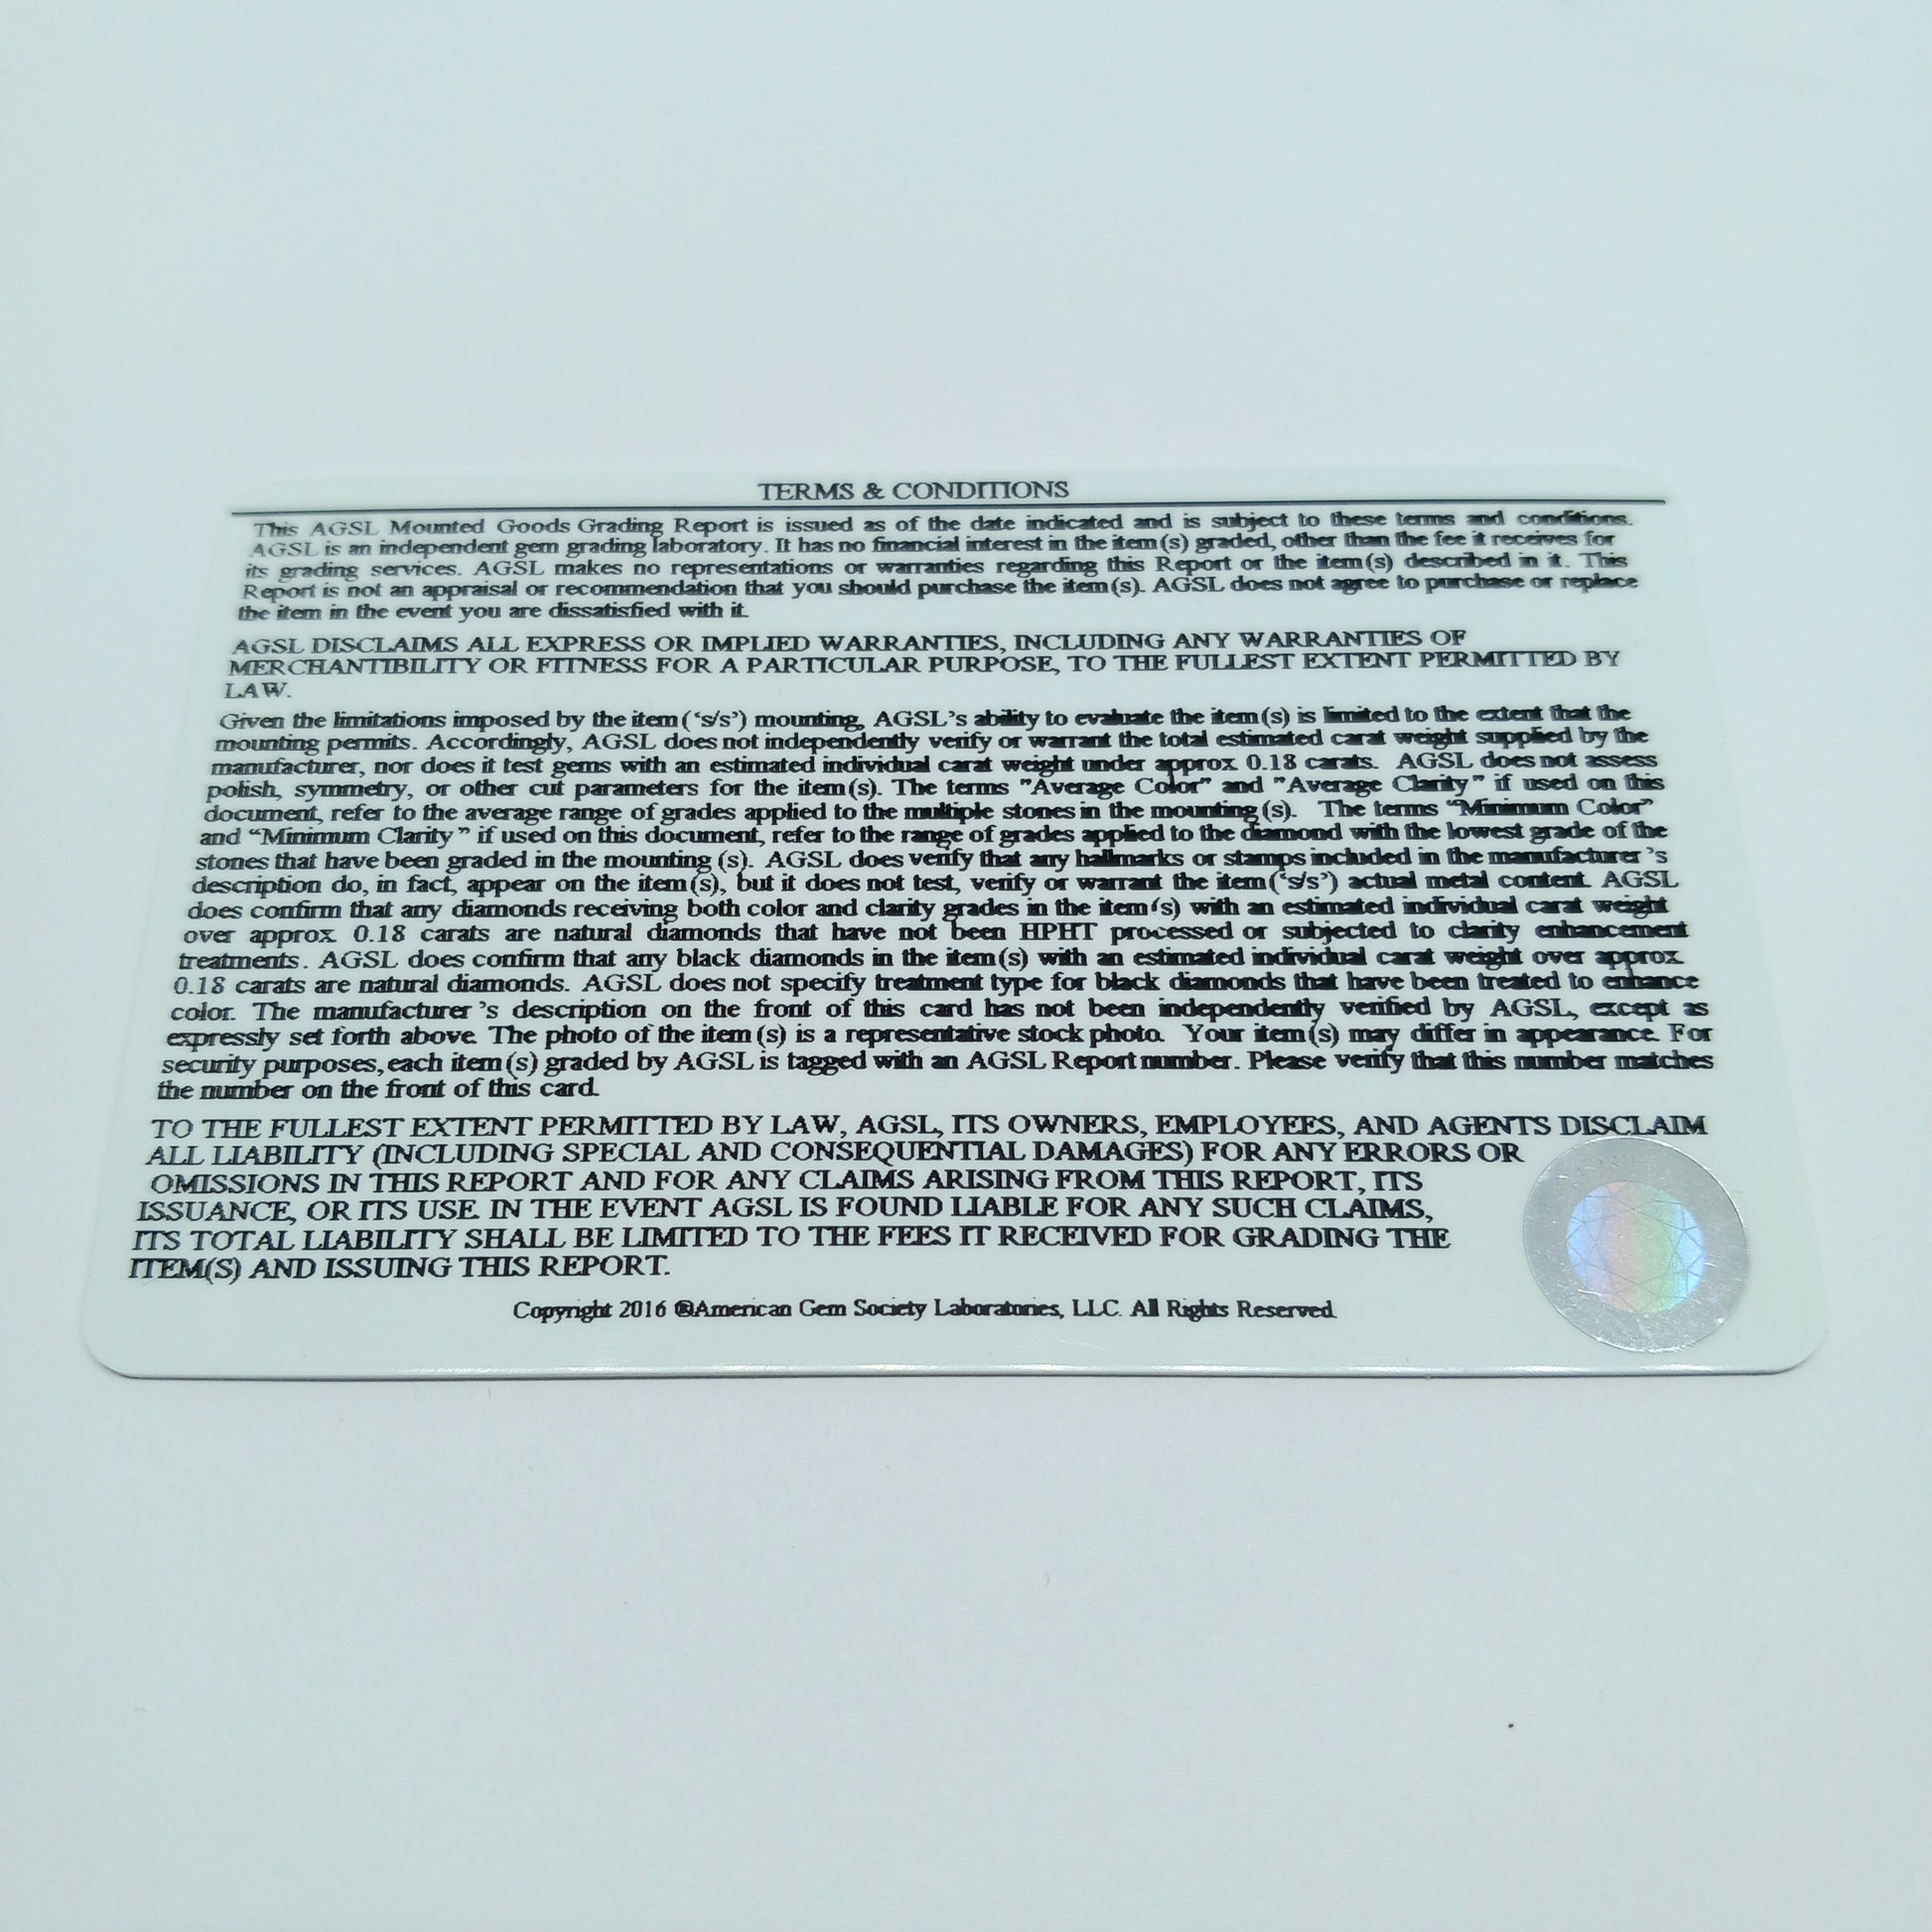 TERMS & CONDITIONS
This AGSL Mounted Goods Grading Report is issued as of the date indicated and is subject to these terms and conditions.
AGSL is an independent gem grading laboratory. It has no financial interest in the item(s) graded, other than the fee it receives for
its grading services. AGSL makes no representations or warranties regarding this Report or the item(s) described in it. This
Report is not an appraisal or recommendation that you should purchase the item(s). AGSL does not agree to purchase or replace
the item in the event you are dissatisfied with it.
AGSL DISCLAIMS ALL EXPRESS OR IMPLIED WARRANTIES, INCLUDING ANY WARRANTIES OF
MERCHANTIBILITY OR FITNESS FOR A PARTICULAR PURPOSE, TO THE FULLEST EXTENT PERMITTED BY
LAW.
Given the limitations imposed by the item(‘s/s’) mounting, AGSL’s ability to evaluate the item(s) is limited to the extent that the
mounting permits. Accordingly, AGSL does not independently verify or warrant the total estimated carat weight supplied by the
manufacturer, nor does it test gems with an estimated individual carat weight under approx 0.18 carats. AGSL does not assess
polish, symmetry, or other cut parameters for the item(s). The terms "Average Color" and "Average Clarity" if used on this
document, refer to the average range of grades applied to the multiple stones in the mounting(s). The terms “Minimum Color”
and “Minimum Clarity” if used on this document, refer to the range of grades applied to the diamond with the lowest grade of the
stones that have been graded in the mounting(s). AGSL does verify that any hallmarks or stamps included in the manufacturer’s
description do, in fact, appear on the item(s), but it does not test, verify or warrant the item(‘s/s’) actual metal content. AGSL
does confirm that any diamonds receiving both color and clarity grades in the item(s) with an estimated individual carat weight
over approx 0.18 carats are natural diamonds that have not been HPHT processed or subjected to clarity enhancement
treatments. AGSL does confirm that any black diamonds in the item(s) with an estimated individual carat weight over approx
0.18 carats are natural diamonds. AGSL does not specify treatment type for black diamonds that have been treated to enhance
color. The manufacturer’s description on the front of this card has not been independently verified by AGSL, except as
expressly set forth above. The photo of the item(s) is a representative stock photo. Your item(s) may differ in appearance. For
security purposes, each item(s) graded by AGSL is tagged with an AGSL Report number. Please verify that this number matches
the number on the front of this card.
TO THE FULLEST EXTENT PERMITTED BY LAW, AGSL, ITS OWNERS, EMPLOYEES, AND AGENTS DISCLAIM
ALL LIABILITY (INCLUDING SPECIAL AND CONSEQUENTIAL DAMAGES) FOR ANY ERRORS OR
OMISSIONS IN THIS REPORT AND FOR ANY CLAIMS ARISING FROM THIS REPORT, ITS
ISSUANCE, OR ITS USE. IN THE EVENT AGSL IS FOUND LIABLE FOR ANY SUCH CLAIMS,
ITS TOTAL LIABILITY SHALL BE LIMITED TO THE FEES IT RECEIVED FOR GRADING THE
ITEM(S) AND ISSUING THIS REPORT.
Copyright 2016 ©American Gem Society Laboratories, LLC. All Rights Reserved.